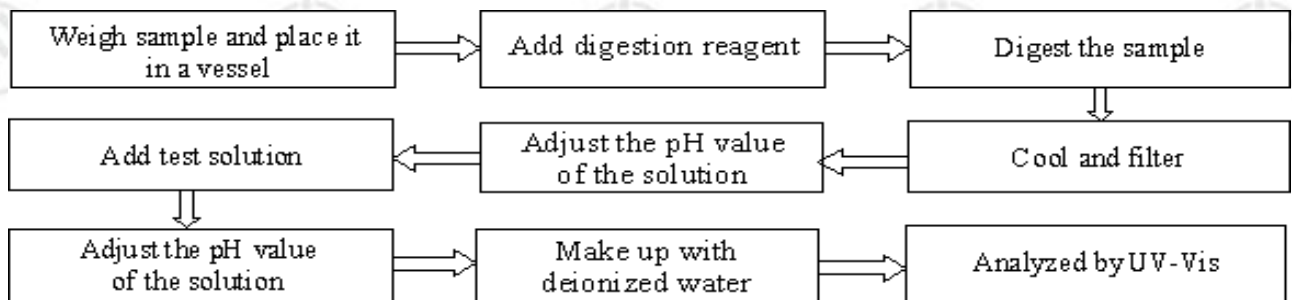 Weigh sample and place it
in a vessel
Add digestion reagent
Digest the sample
Cool and filter
Adjust the pH value
of the solution
Add test solution
Adjust the pH value
of the solution
Make up with
deionized water
Analyzed by UV-Vis